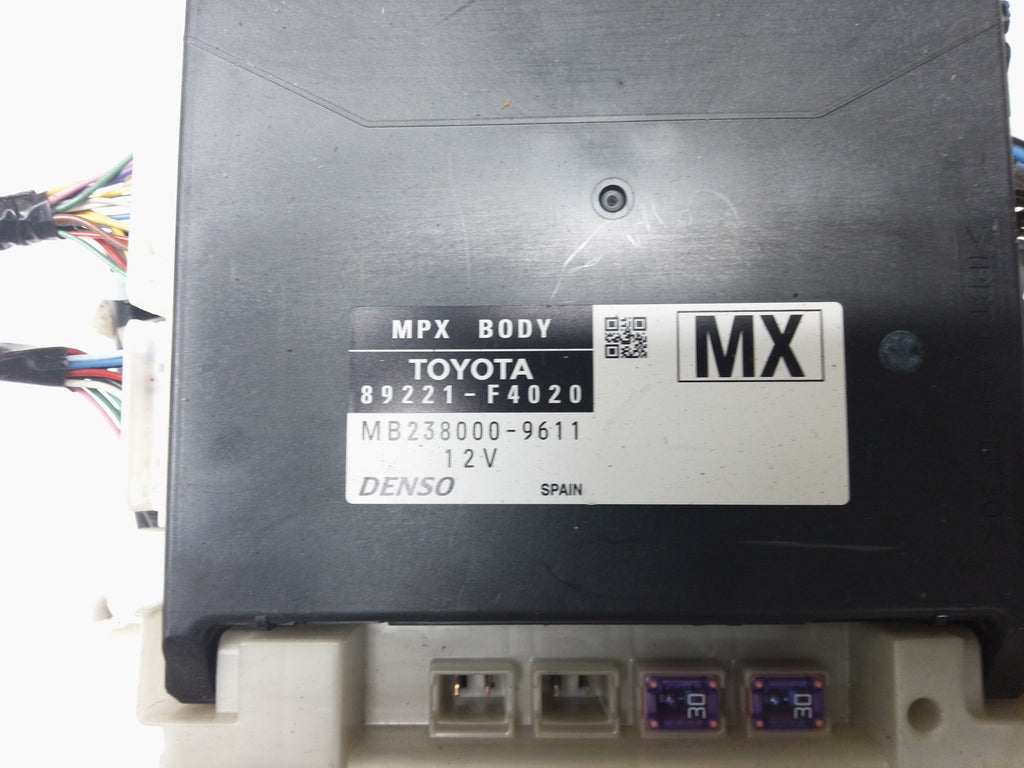 MPX BODY
TOYOTA
89221-F4020
MB238000-9611
12V
DENSO
SPAIN
MX
30
30